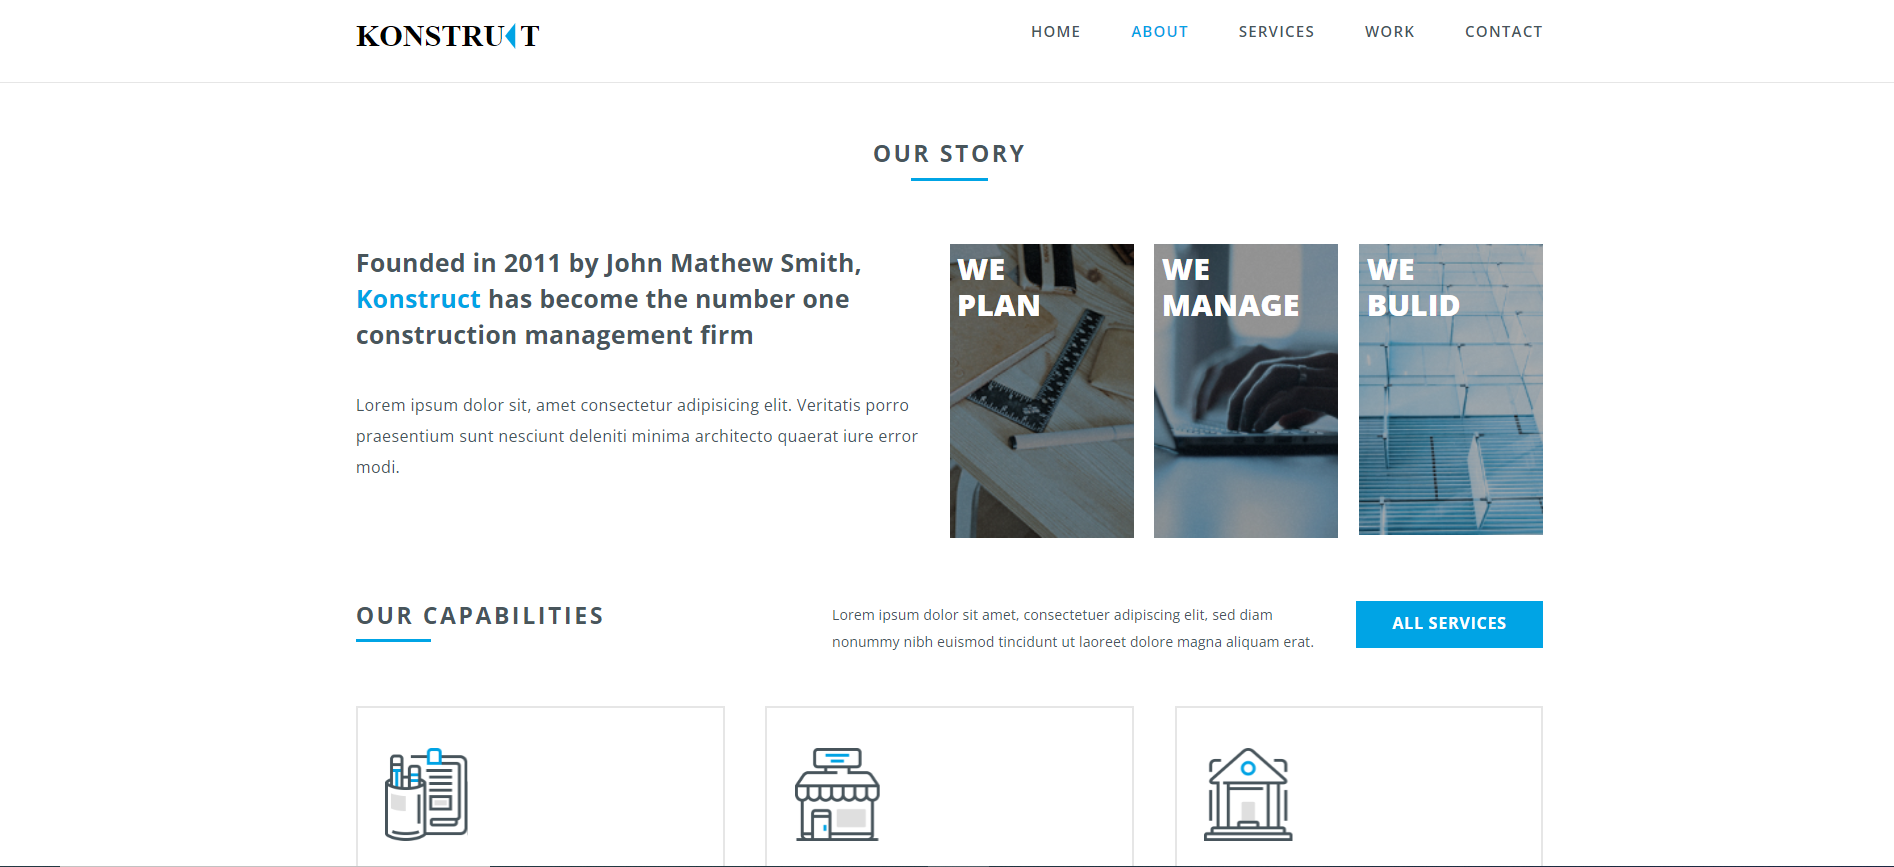 KONSTRUCT
HOME
ABOUT
SERVICES
WORK
CONTACT
OUR STORY
Founded in 2011 by John Mathew Smith,
Konstruct has become the number one
construction management firm
Lorem ipsum dolor sit, amet consectetur adipisicing elit. Veritatis porro
praesentium sunt nesciunt deleniti minima architecto quaerat iure error
modi.
WE
PLAN
WE
MANAGE
WE
BULID
OUR CAPABILITIES
Lorem ipsum dolor sit amet, consectetuer adipiscing elit, sed diam
nonummy nibh euismod tincidunt ut laoreet dolore magna aliquam erat.
ALL SERVICES